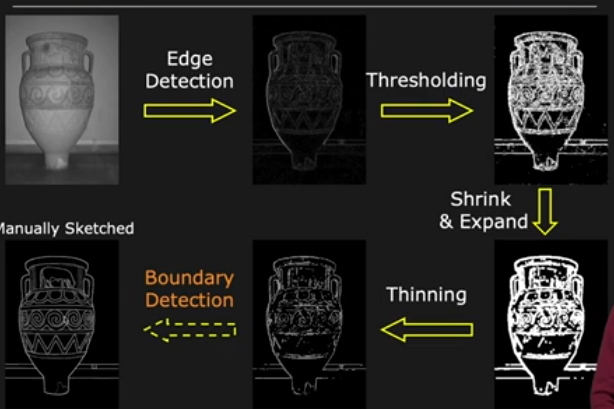 Edge
Detection
Thresholding
Shrink
& Expand
Manually Sketched
Boundary
Detection
Thinning